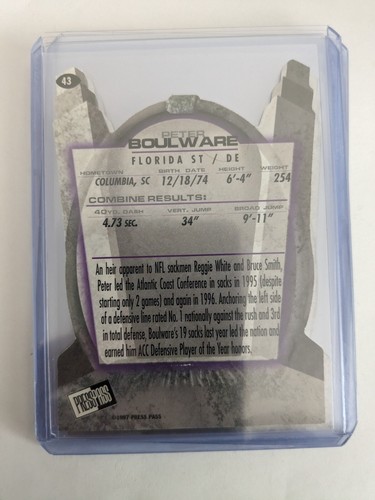 43
PETER
BOULWARE
FLORIDA ST / DE
HOMETOWN BIRTH DATE HEIGHT WEIGHT
COLUMBIA, SC 12/18/74 6'-4" 254
COMBINE RESULTS:
40YD. DASH VERT. JUMP BROAD JUMP
4.73 SEC. 34" 9'-11"
An heir apparent to NFL sackmen Reggie White and Bruce Smith,
Peter led the Atlantic Coast Conference in sacks in 1995 (despite
starting only 2 games) and again in 1996. Anchoring the left side
of a defensive line rated No. 1 nationally against the rush and 3rd
in total defense, Boulware's 19 sacks last year led the nation and
earned him ACC Defensive Player of the Year honors.
PRESS PASS
©1997 PRESS PASS